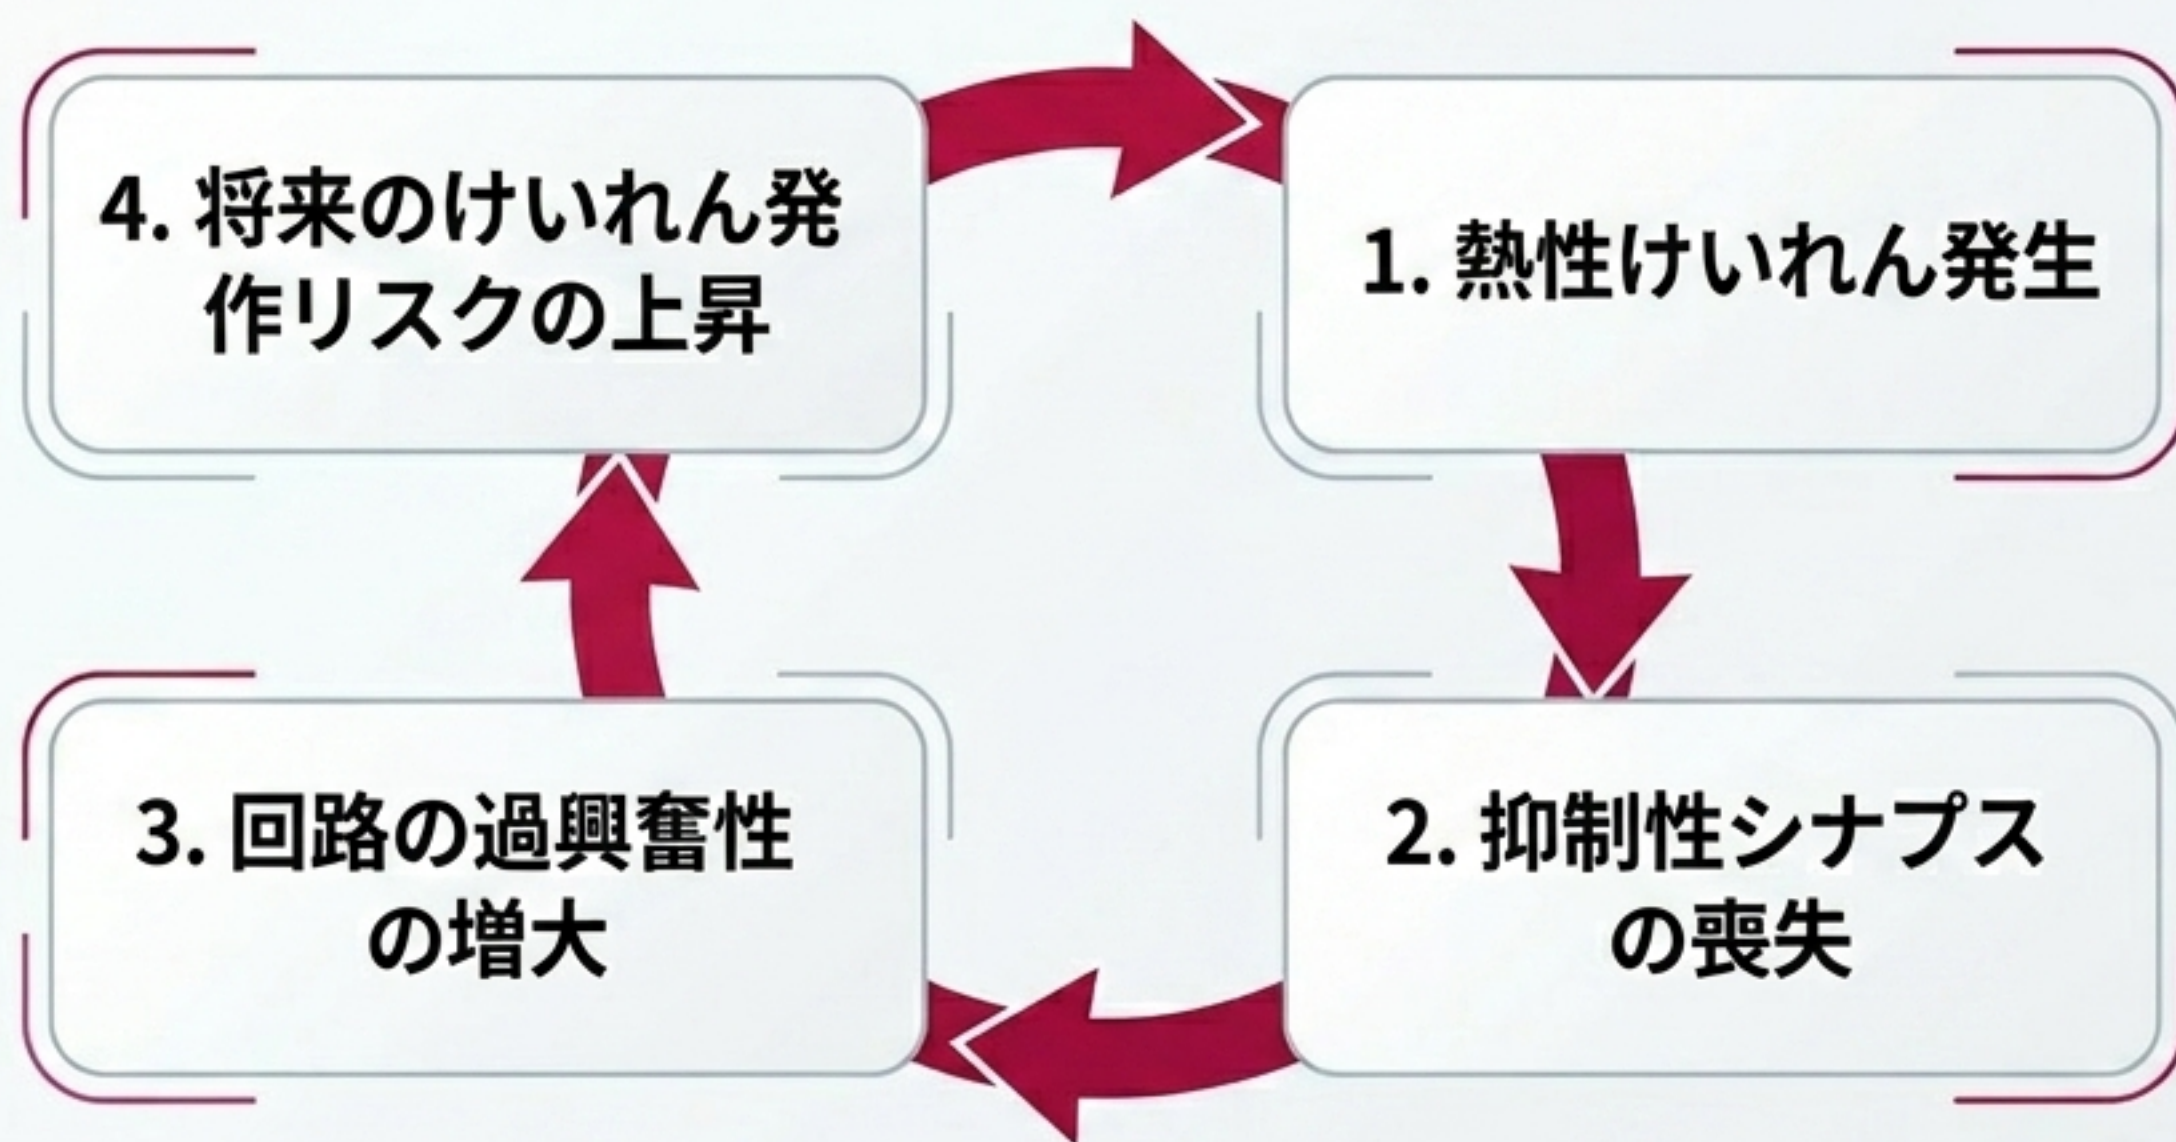 1. 熱性けいれん発生
2. 抑制性シナプス
の喪失
3. 回路の過興奮性
の増大
4. 将来のけいれん発
作リスクの上昇